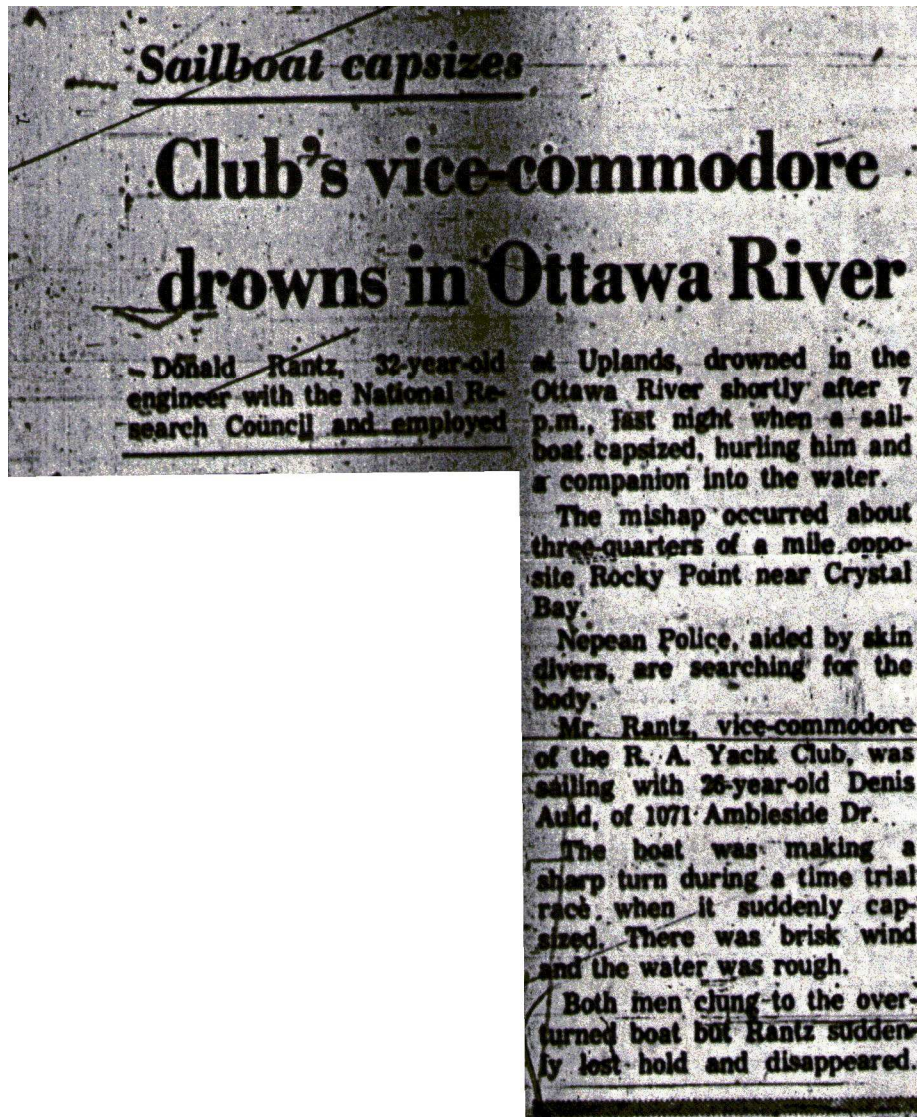 Sailboat capsizes
Club's vice-commodore
drowns in Ottawa River
Donald Rantz, 32-year-old
engineer with the National Re-
search Council and employed
at Uplands, drowned in the
Ottawa River shortly after 7
p.m., last night when a sail-
boat capsized, hurling him and
a companion into the water.
The mishap occurred about
three-quarters of a mile oppo-
site Rocky Point near Crystal
Bay.
Nepean Police, aided by skin
divers, are searching for the
body.
Mr. Rantz, vice-commodore
of the R. A. Yacht Club, was
sailing with 26-year-old Denis
Auld, of 1071 Ambleside Dr.
The boat was making a
sharp turn during a time trial
race when it suddenly cap-
sized. There was brisk wind
and the water was rough.
Both men clung to the over-
turned boat but Rantz sudden-
ly lost hold and disappeared.